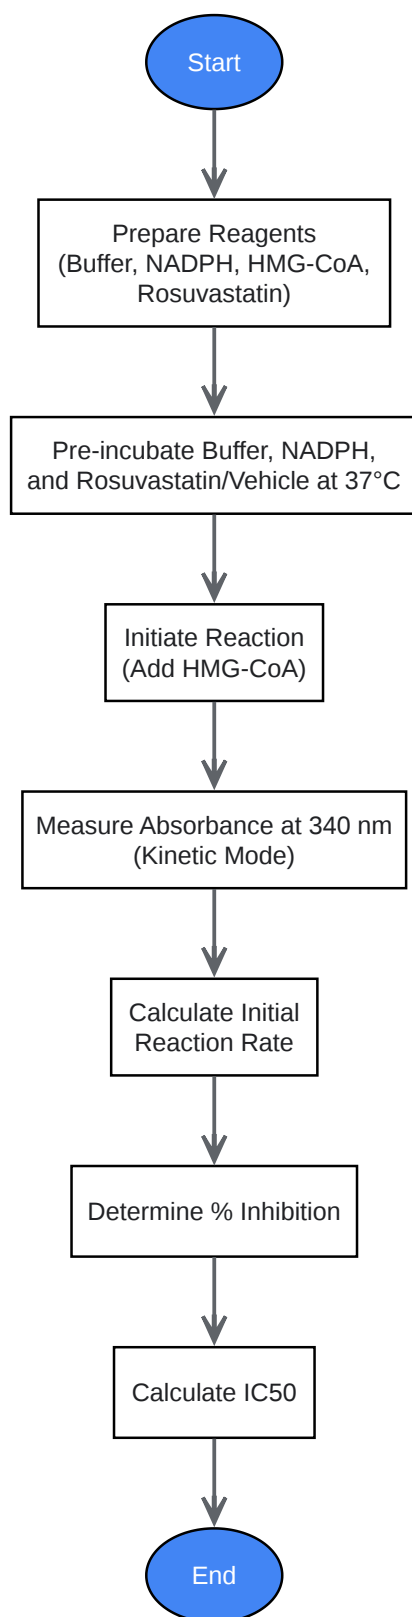 Start
Prepare Reagents
(Buffer, NADPH, HMG-CoA,
Rosuvastatin)
Pre-incubate Buffer, NADPH,
and Rosuvastatin/Vehicle at 37°C
Initiate Reaction
(Add HMG-CoA)
Measure Absorbance at 340 nm
(Kinetic Mode)
Calculate Initial
Reaction Rate
Determine % Inhibition
Calculate IC50
End